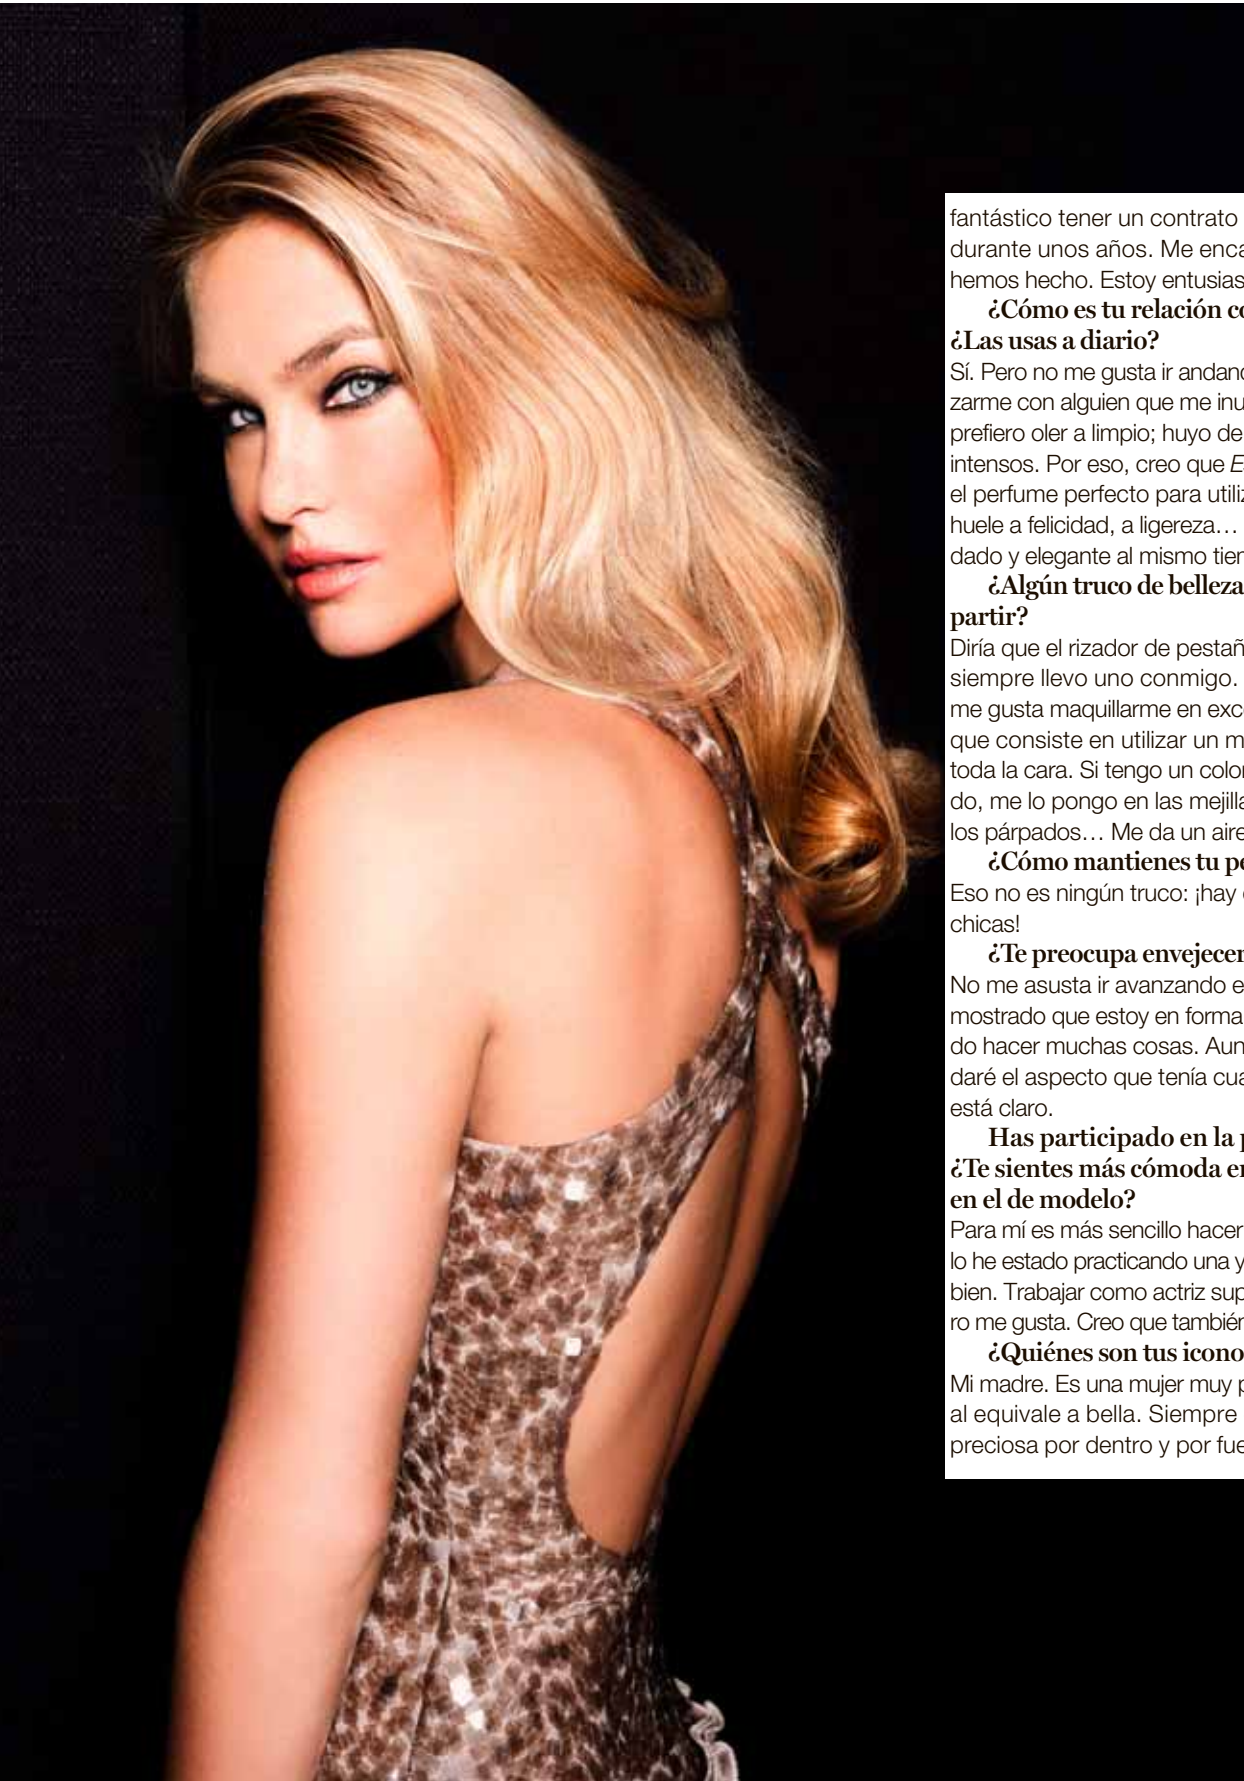 fantástico tener un contrato
durante unos años. Me enca
hemos hecho. Estoy entusias
¿Cómo es tu relación co
¿Las usas a diario?
Sí. Pero no me gusta ir andand
zarme con alguien que me inu
prefiero oler a limpio; huyo de
intensos. Por eso, creo que E
el perfume perfecto para utiliz
huele a felicidad, a ligereza…
dado y elegante al mismo tien
¿Algún truco de belleza
partir?
Diría que el rizador de pestañ
siempre llevo uno conmigo.
me gusta maquillarme en exc
que consiste en utilizar un m
toda la cara. Si tengo un color
do, me lo pongo en las mejilla
los párpados… Me da un aire
¿Cómo mantienes tu pe
Eso no es ningún truco: ¡hay
chicas!
¿Te preocupa envejecer
No me asusta ir avanzando e
mostrado que estoy en forma
do hacer muchas cosas. Aun
daré el aspecto que tenía cua
está claro.
Has participado en la p
¿Te sientes más cómoda en
en el de modelo?
Para mí es más sencillo hacer
lo he estado practicando una y
bien. Trabajar como actriz sup
ro me gusta. Creo que también
¿Quiénes son tus icono
Mi madre. Es una mujer muy p
al equivale a bella. Siempre
preciosa por dentro y por fue